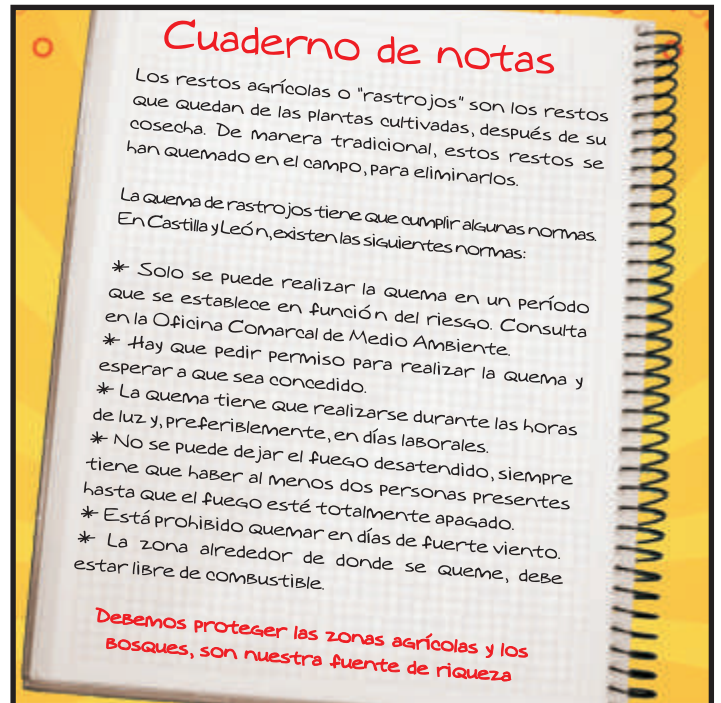 Cuaderno de notas
Los restos agrícolas o "rastrojos" son los restos
que quedan de las plantas cultivadas, después de su
cosecha. De manera tradicional, estos restos se
han quemado en el campo, para eliminarlos.
La quema de rastrojos tiene que cumplir algunas normas.
En Castilla y León, existen las siguientes normas:
* Solo se puede realizar la quema en un período
que se establece en función del riesgo. Consulta
en la Oficina Comarcal de Medio Ambiente.
* Hay que pedir permiso para realizar la quema y
esperar a que sea concedido.
* La quema tiene que realizarse durante las horas
de luz y, preferiblemente, en días laborales.
* No se puede dejar el fuego desatendido, siempre
tiene que haber al menos dos personas presentes
hasta que el fuego esté totalmente apagado.
* Está prohibido quemar en días de fuerte viento.
* La zona alrededor de donde se queme, debe
estar libre de combustible.
Debemos proteger las zonas agrícolas y los
bosques, son nuestra fuente de riqueza